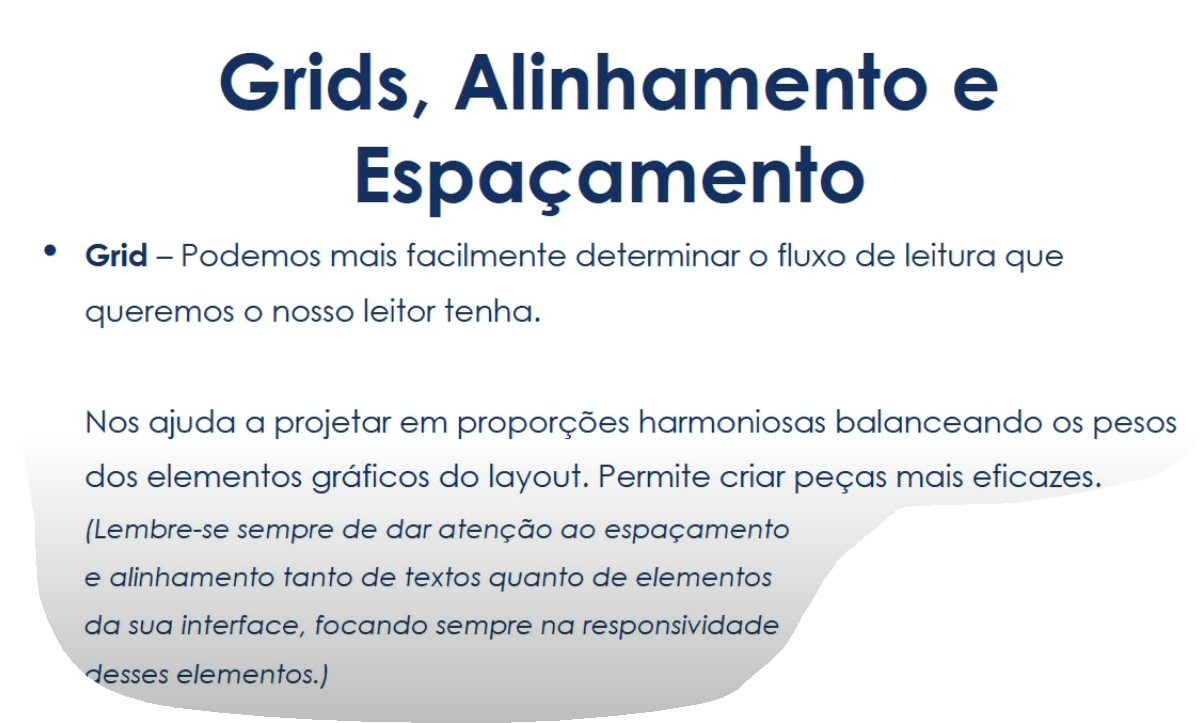 Grids, Alinhamento e
Espaçamento
• Grid – Podemos mais facilmente determinar o fluxo de leitura que
queremos o nosso leitor tenha.
Nos ajuda a projetar em proporções harmoniosas balanceando os pesos
dos elementos gráficos do layout. Permite criar peças mais eficazes.
(Lembre-se sempre de dar atenção ao espaçamento
e alinhamento tanto de textos quanto de elementos
da sua interface, focando sempre na responsividade
desses elementos.)